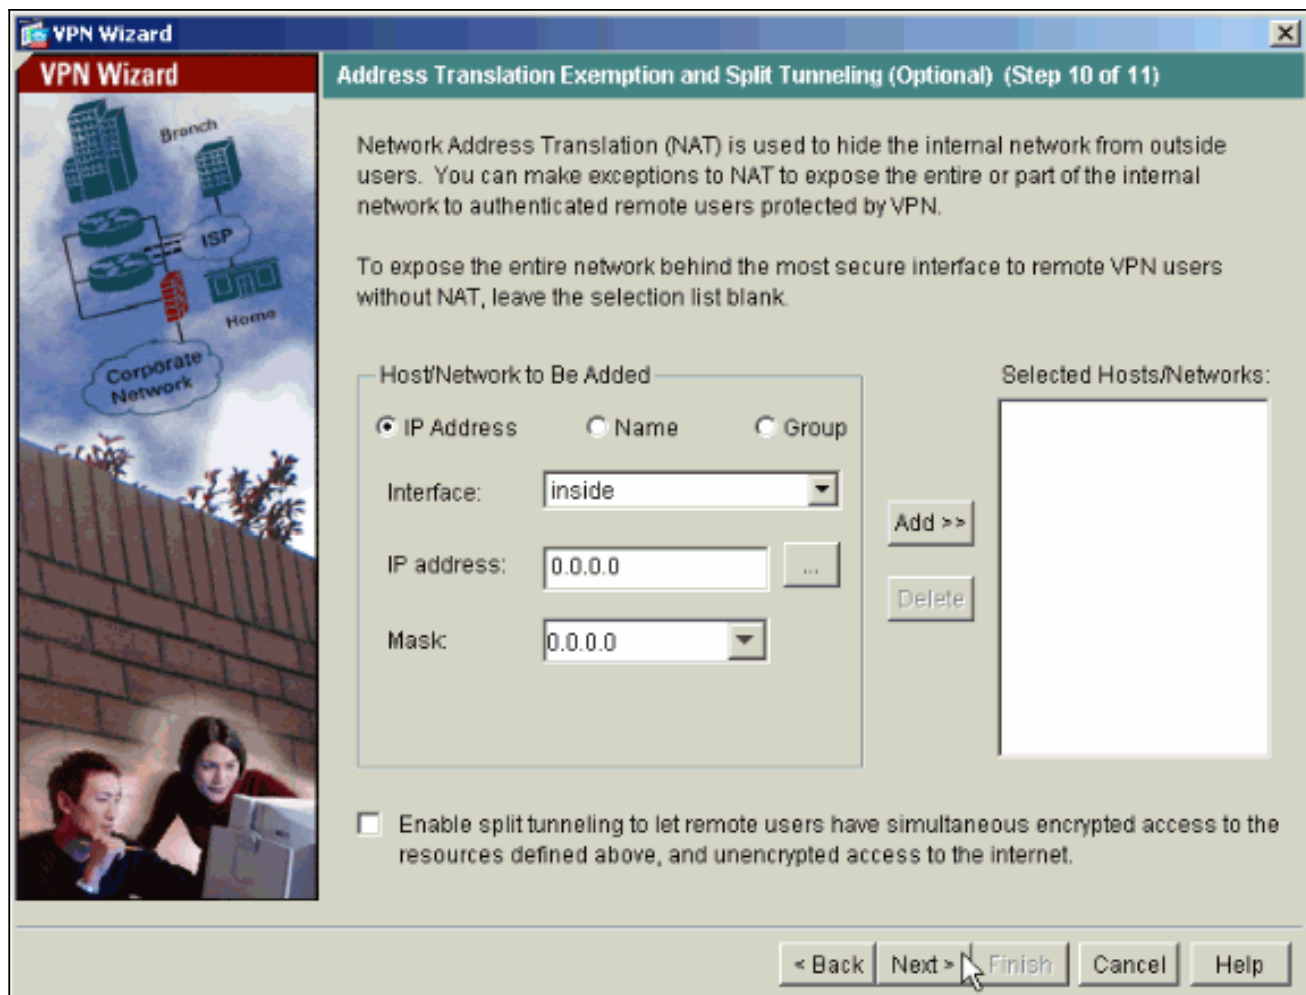 VPN Wizard
VPN Wizard
Address Translation Exemption and Split Tunneling (Optional) (Step 10 of 11)
Branch
ISP
Home
Corporate
Network
Network Address Translation (NAT) is used to hide the internal network from outside
users. You can make exceptions to NAT to expose the entire or part of the internal
network to authenticated remote users protected by VPN.
To expose the entire network behind the most secure interface to remote VPN users
without NAT, leave the selection list blank.
Host/Network to Be Added
IP Address
Name
Group
Interface:
inside
IP address:
0.0.0.0
...
Mask:
0.0.0.0
Add >>
Delete
Selected Hosts/Networks:
Enable split tunneling to let remote users have simultaneous encrypted access to the
resources defined above, and unencrypted access to the internet.
< Back
Next >
Finish
Cancel
Help